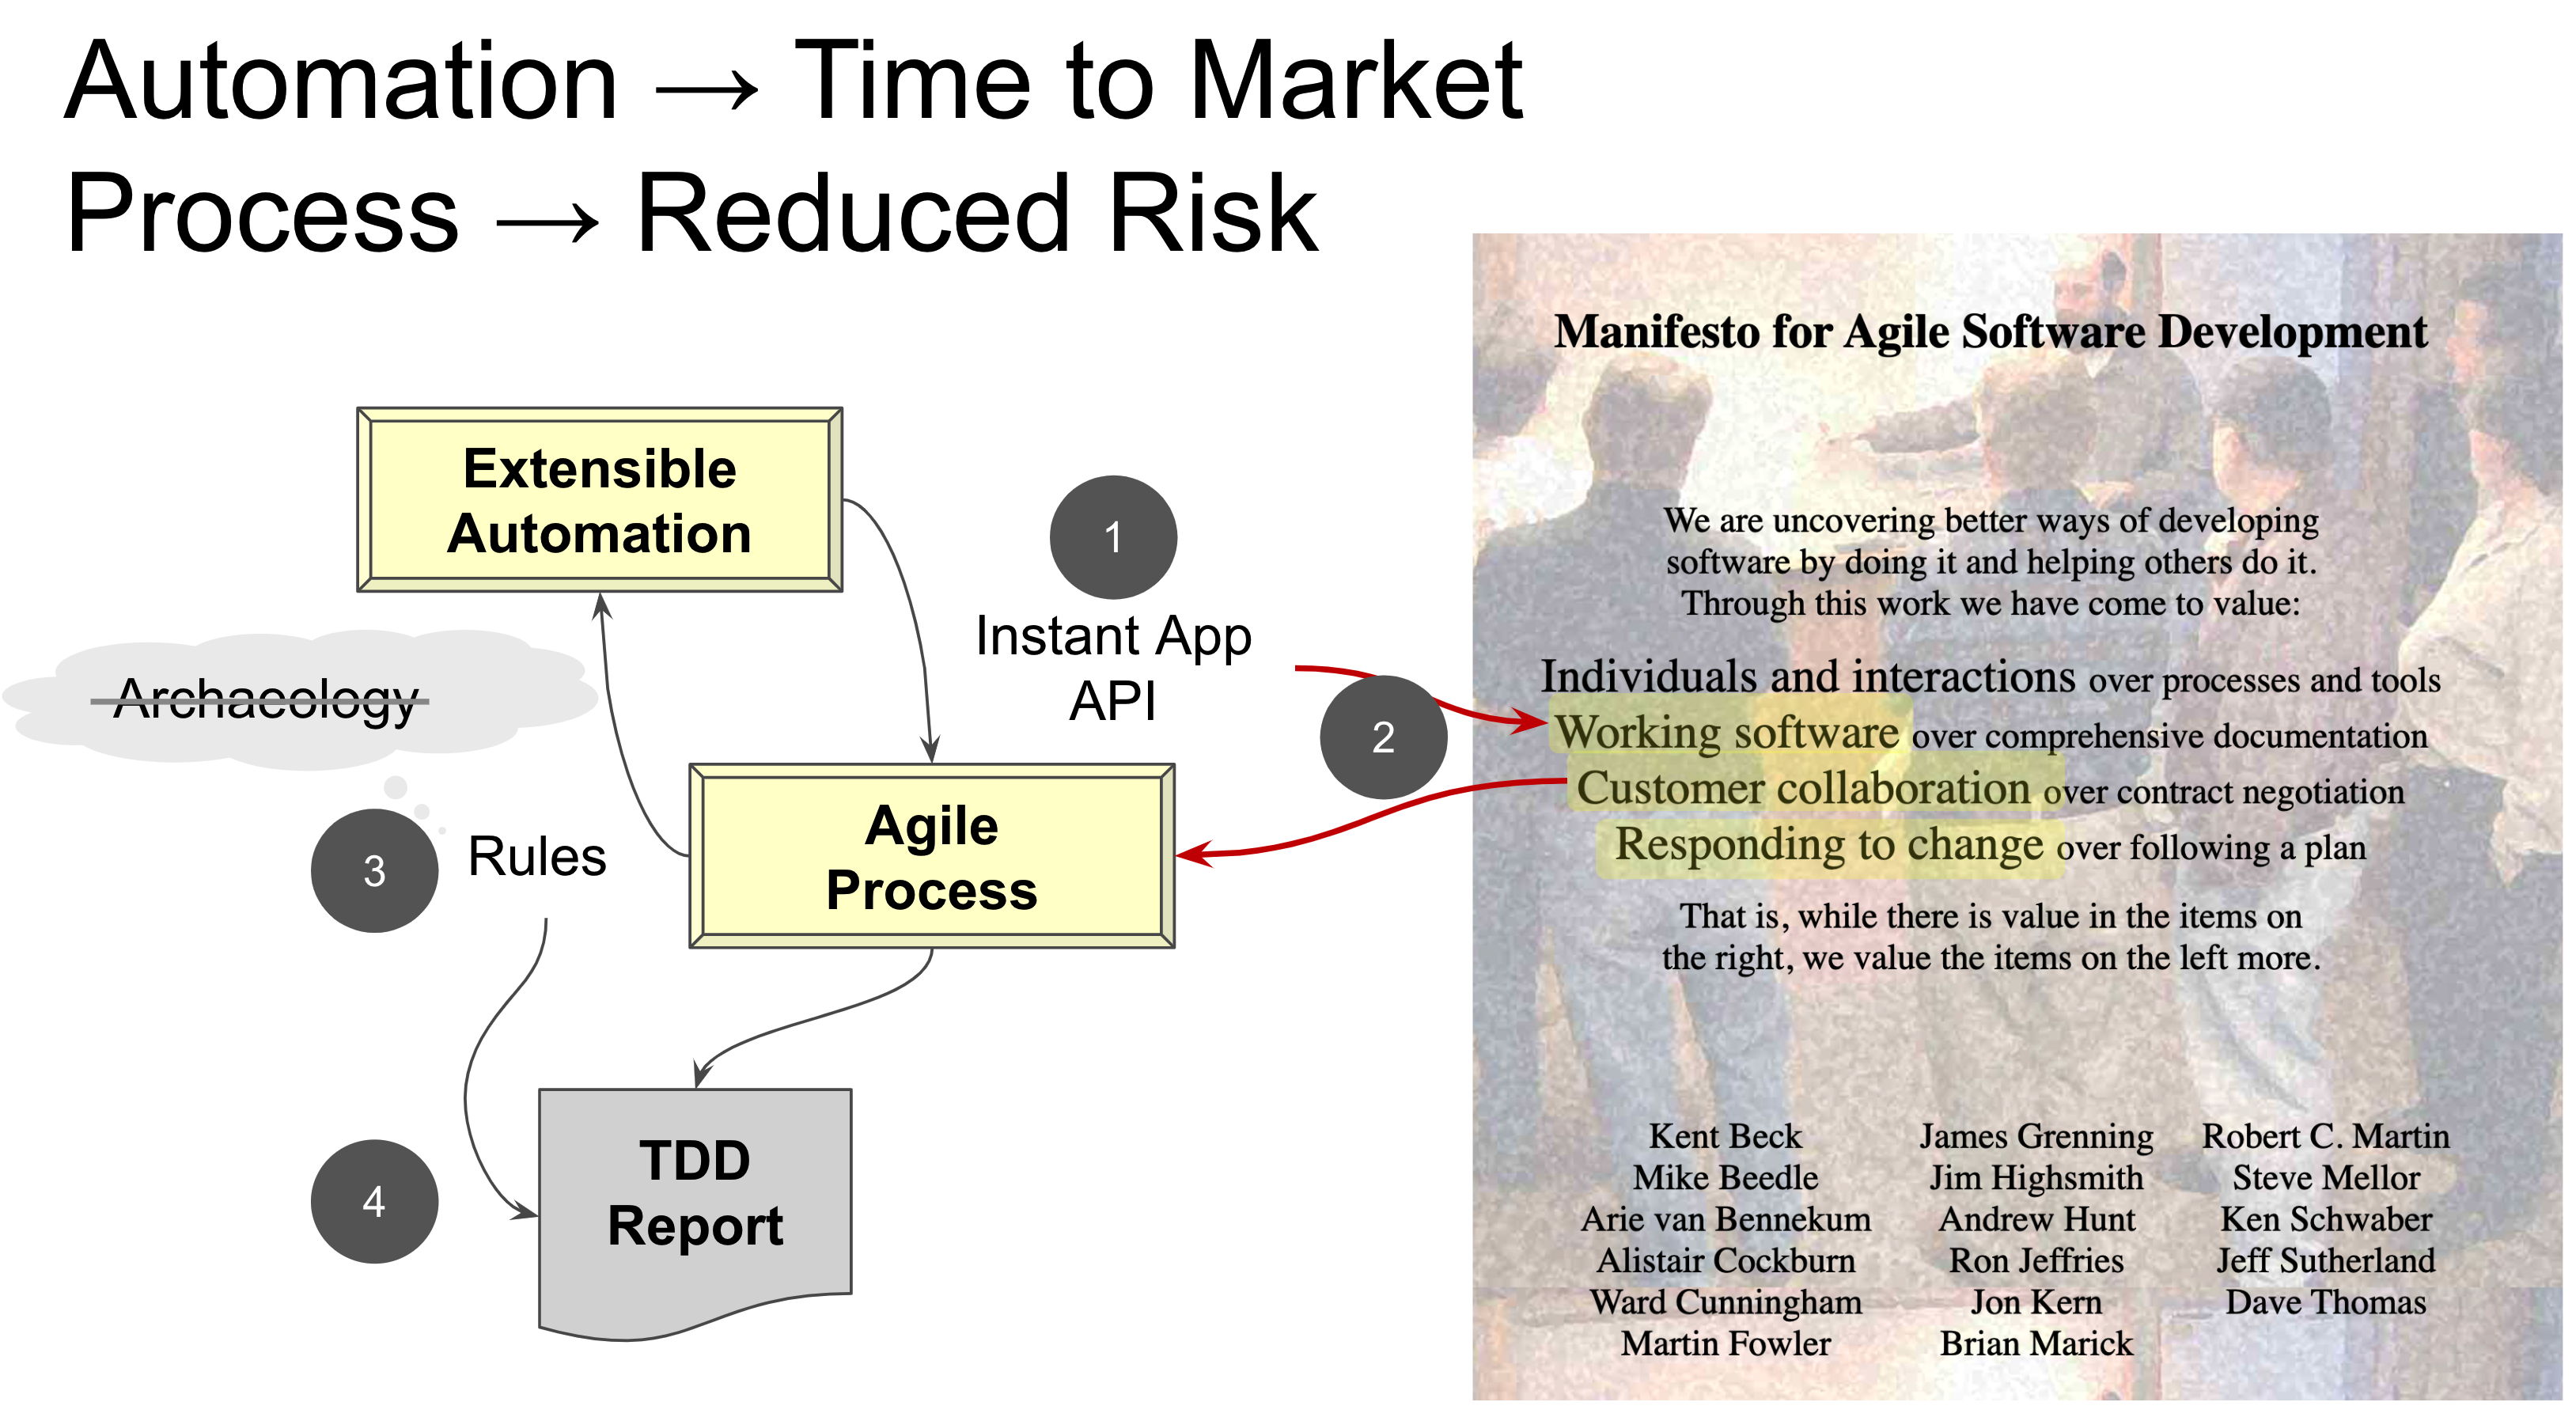 Automation → Time to Market
Process → Reduced Risk
Extensible
Automation
1
Instant App
API
2
Archaeology
3
Rules
Agile
Process
4
TDD
Report
Manifesto for Agile Software Development
We are uncovering better ways of developing
software by doing it and helping others do it.
Through this work we have come to value:
Individuals and interactions over processes and tools
Working software over comprehensive documentation
Customer collaboration over contract negotiation
Responding to change over following a plan
That is, while there is value in the items on
the right, we value the items on the left more.
Kent Beck
Mike Beedle
Arie van Bennekum
Alistair Cockburn
Ward Cunningham
Martin Fowler
James Grenning
Jim Highsmith
Andrew Hunt
Ron Jeffries
Jon Kern
Brian Marick
Robert C. Martin
Steve Mellor
Ken Schwaber
Jeff Sutherland
Dave Thomas